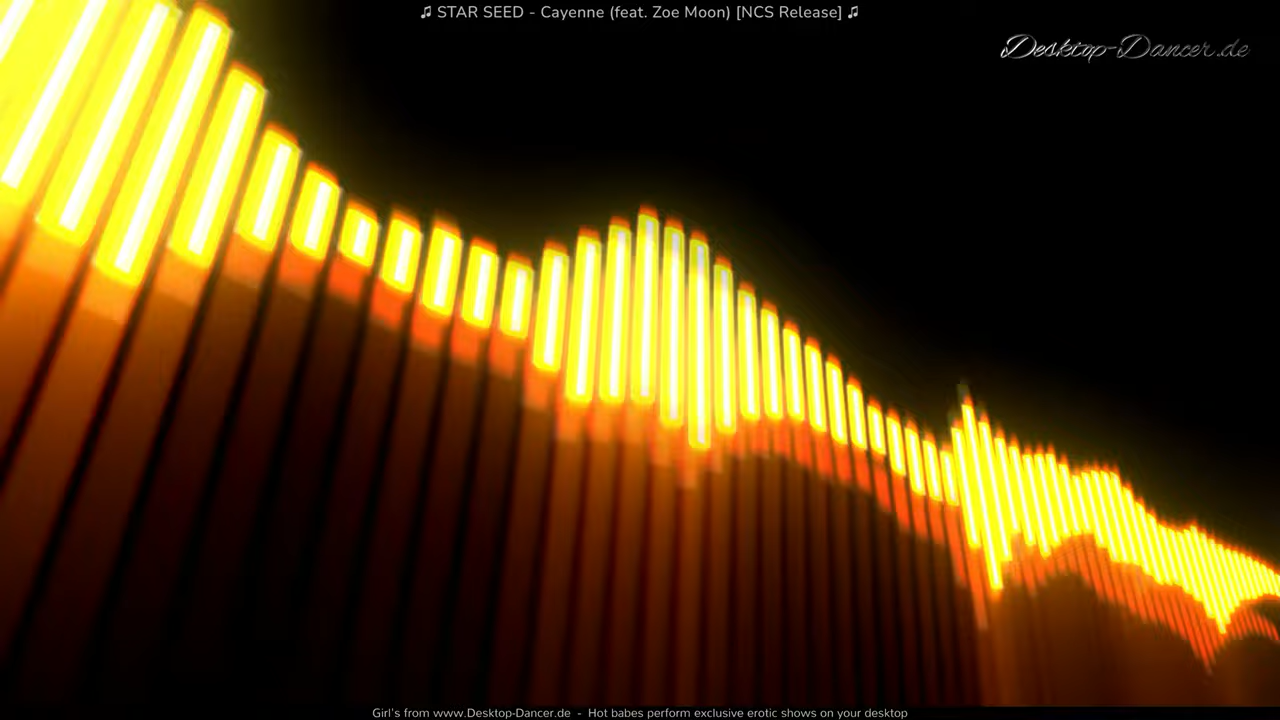 ♫ STAR SEED - Cayenne (feat. Zoe Moon) [NCS Release] ♫
Desktop-Dancer.de
Girl's from www.Desktop-Dancer.de - Hot babes perform exclusive erotic shows on your desktop